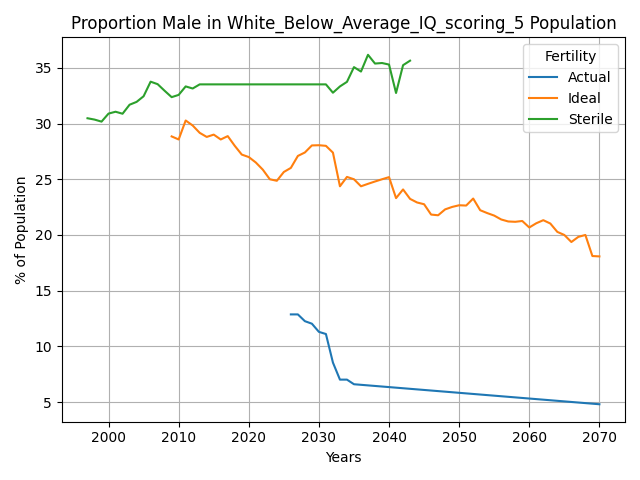 Proportion Male in White_Below_Average_IQ_scoring_5 Population
Fertility
Actual
Ideal
Sterile
% of Population
35
30
25
20
15
10
5
2000 2010 2020 2030 2040 2050 2060 2070
Years